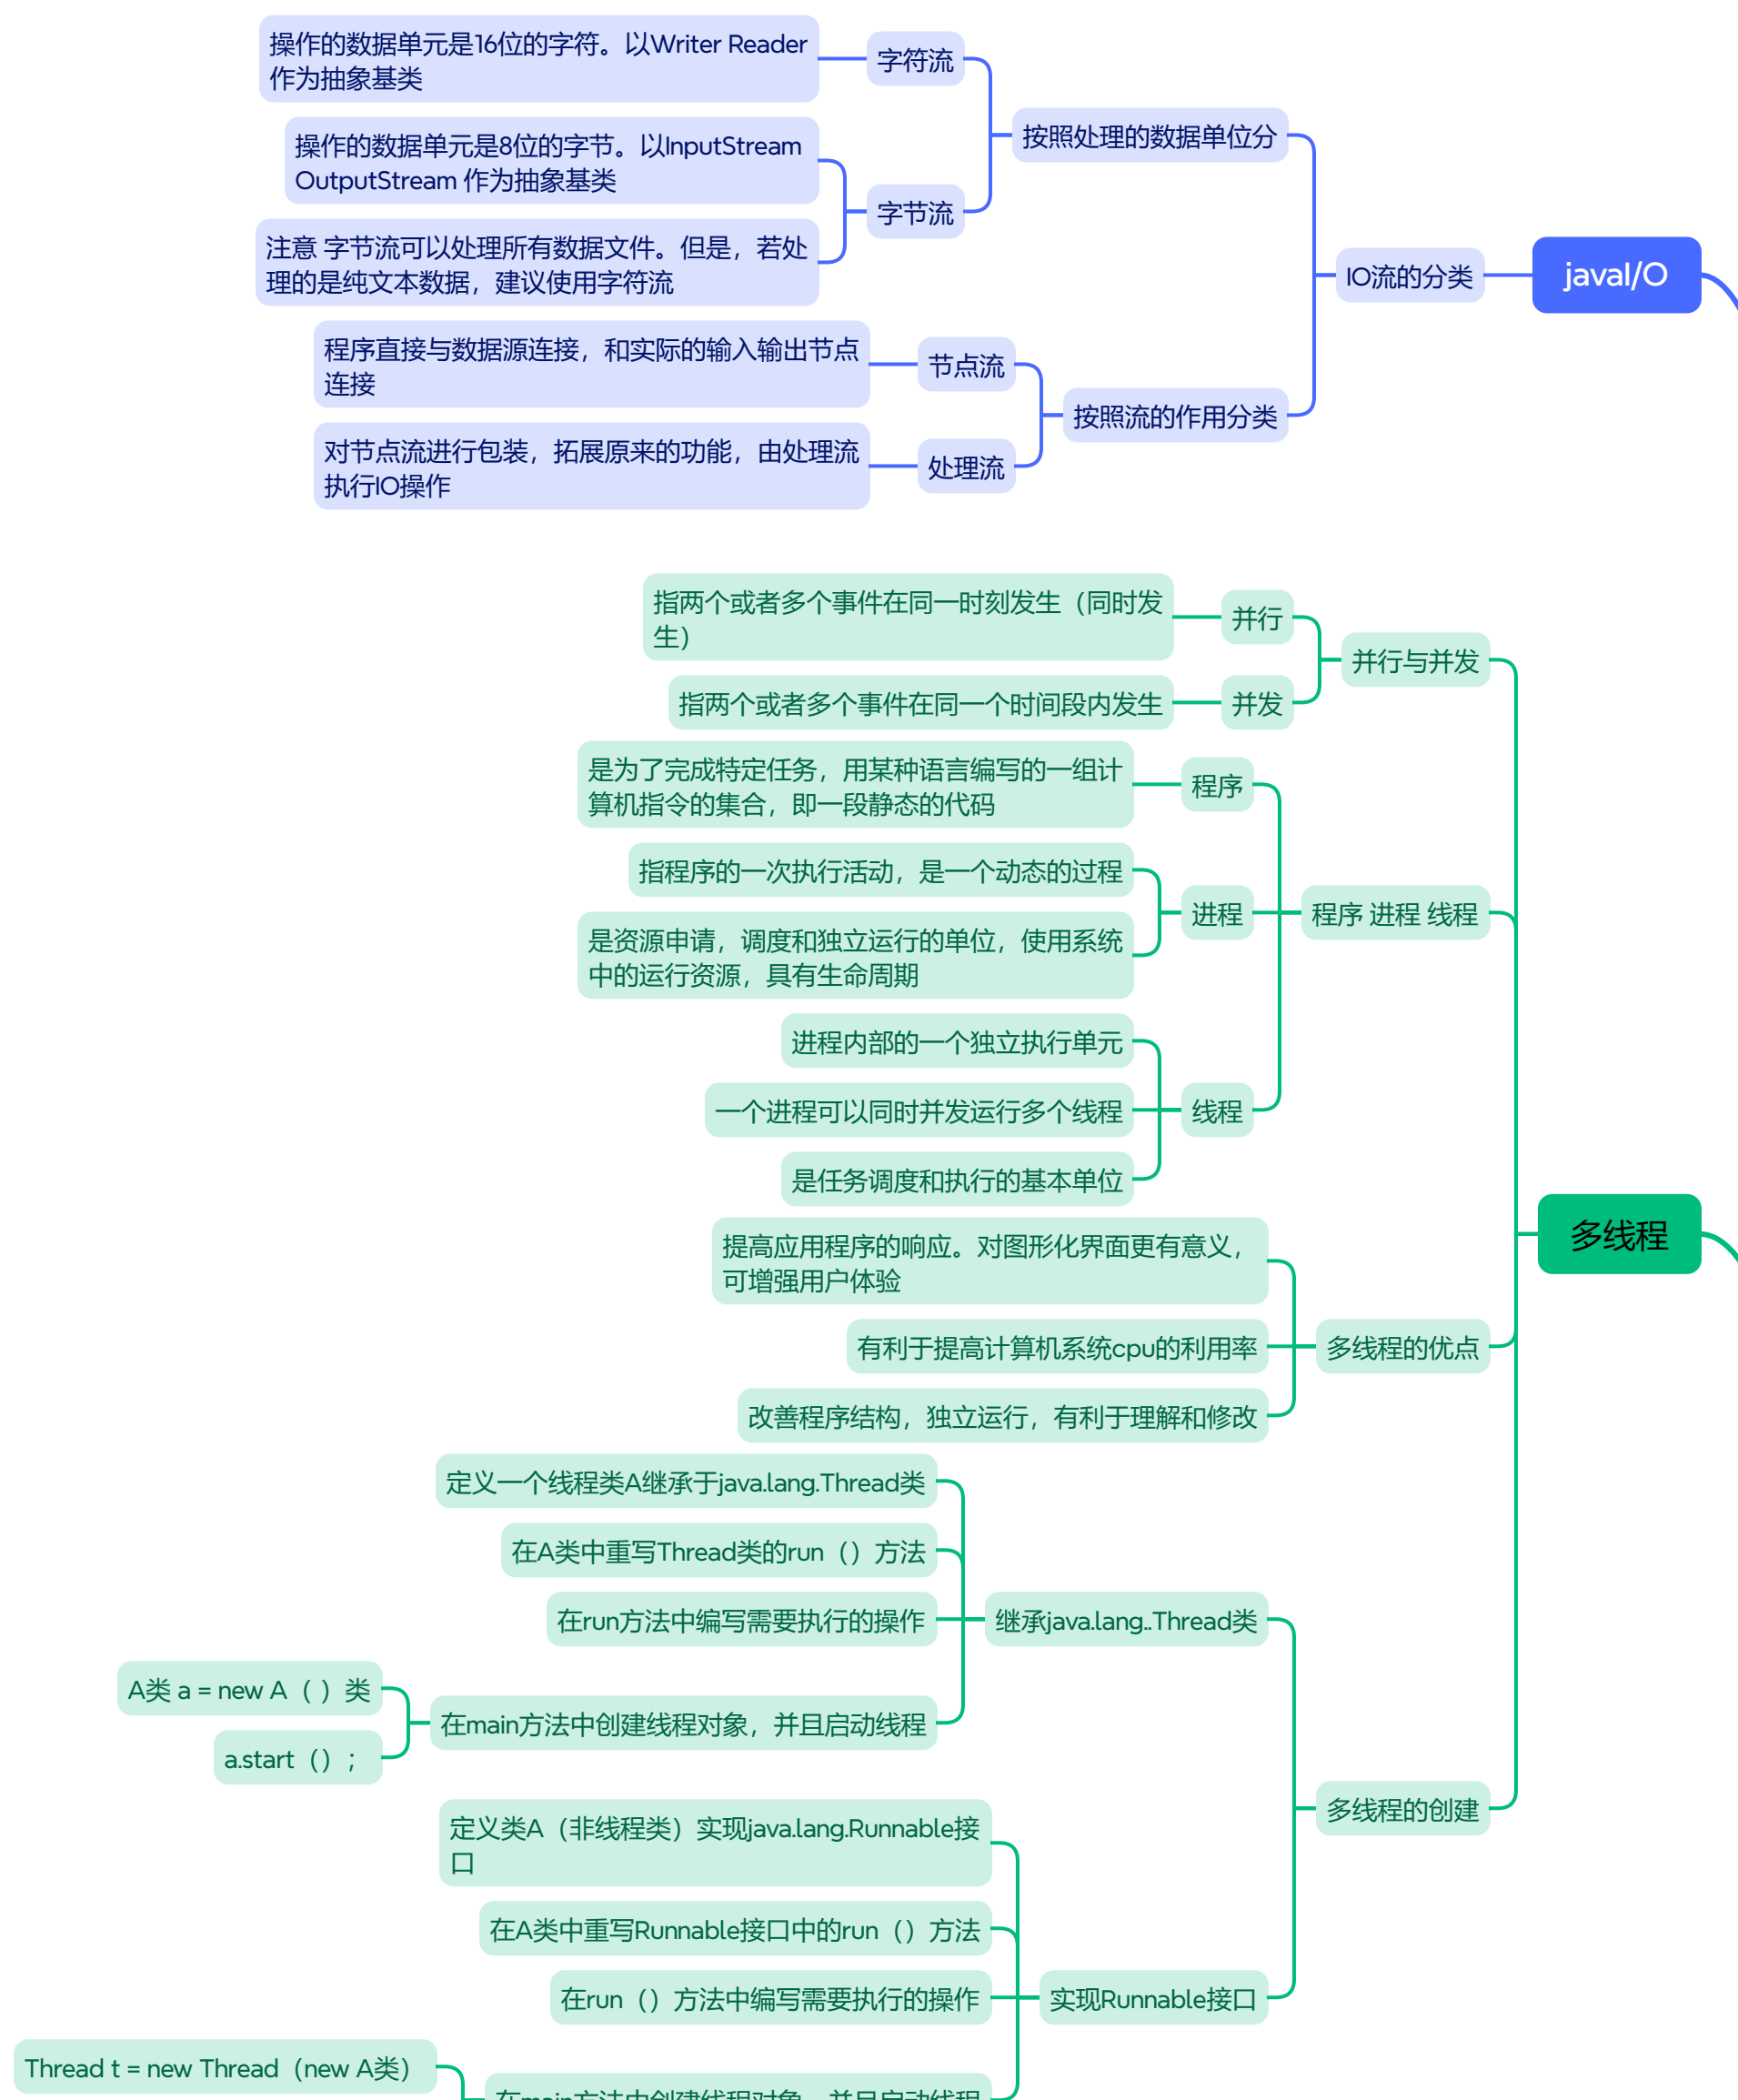 操作的数据单元是16位的字符。以Writer Reader
作为抽象基类
字符流
按照处理的数据单位分
操作的数据单元是8位的字节。以InputStream
OutputStream 作为抽象基类
字节流
注意 字节流可以处理所有数据文件。但是，若处
理的是纯文本数据，建议使用字符流
IO流的分类
javaI/O
程序直接与数据源连接，和实际的输入输出节点
连接
节点流
按照流的作用分类
对节点流进行包装，拓展原来的功能，由处理流
执行IO操作
处理流
指两个或者多个事件在同一时刻发生（同时发
生）
并行
并行与并发
指两个或者多个事件在同一个时间段内发生
并发
是为了完成特定任务，用某种语言编写的一组计
算机指令的集合，即一段静态的代码
程序
指程序的一次执行活动，是一个动态的过程
进程
程序 进程 线程
是资源申请，调度和独立运行的单位，使用系统
中的运行资源，具有生命周期
进程内部的一个独立执行单元
一个进程可以同时并发运行多个线程
线程
是任务调度和执行的基本单位
多线程
提高应用程序的响应。对图形化界面更有意义，
可增强用户体验
有利于提高计算机系统cpu的利用率
多线程的优点
改善程序结构，独立运行，有利于理解和修改
定义一个线程类A继承于java.lang.Thread类
在A类中重写Thread类的run（）方法
在run方法中编写需要执行的操作
继承java.lang..Thread类
A类 a = new A（ ）类
在main方法中创建线程对象，并且启动线程
a.start（）；
多线程的创建
定义类A（非线程类）实现java.lang.Runnable接
口
在A类中重写Runnable接口中的run（）方法
在run（）方法中编写需要执行的操作
实现Runnable接口
Thread t = new Thread（new A类）
在main方法中创建线程对象，并且启动线程